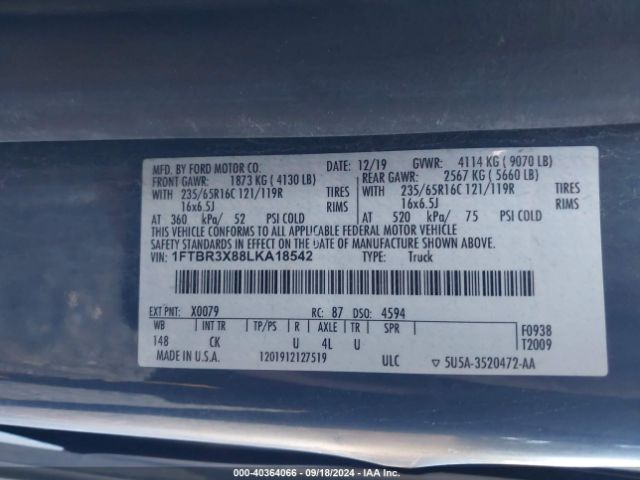 MFD. BY FORD MOTOR CO. DATE: 12/19 GVWR: 4114 KG ( 9070 LB)
FRONT GAWR: 1873 KG ( 4130 LB) REAR GAWR: 2567 KG ( 5660 LB)
WITH 235/65R16C 121/119R TIRES WITH 235/65R16C 121/119R TIRES
16x6.5J RIMS 16x6.5J RIMS
AT 360 kPa/ 52 PSI COLD AT 520 kPa/ 75 PSI COLD
THIS VEHICLE CONFORMS TO ALL APPLICABLE FEDERAL MOTOR VEHICLE
SAFETY STANDARDS IN EFFECT ON THE DATE OF MANUFACTURE SHOWN ABOVE
VIN: 1FTBR3X88LKA18542 TYPE: Truck
EXT PNT: X0079 RC: 87 DSO: 4594
WB INT TR TP/PS R AXLE TR SPR F0938
148 CK U 4L U T2009
MADE IN U.S.A. 1201912127519 ULC ▽ 5U5A-3520472-AA
000-40364066 - 09/18/2024 - IAA Inc.